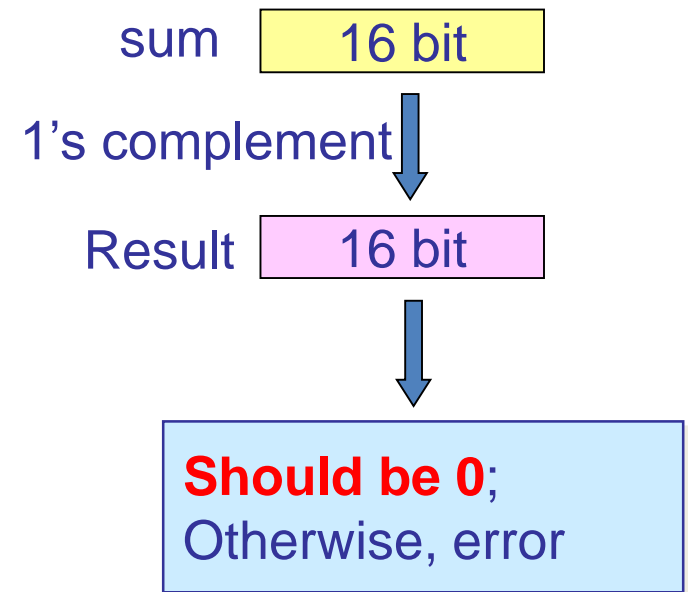 sum 16 bit
1’s complement
Result 16 bit
Should be 0;
Otherwise, error